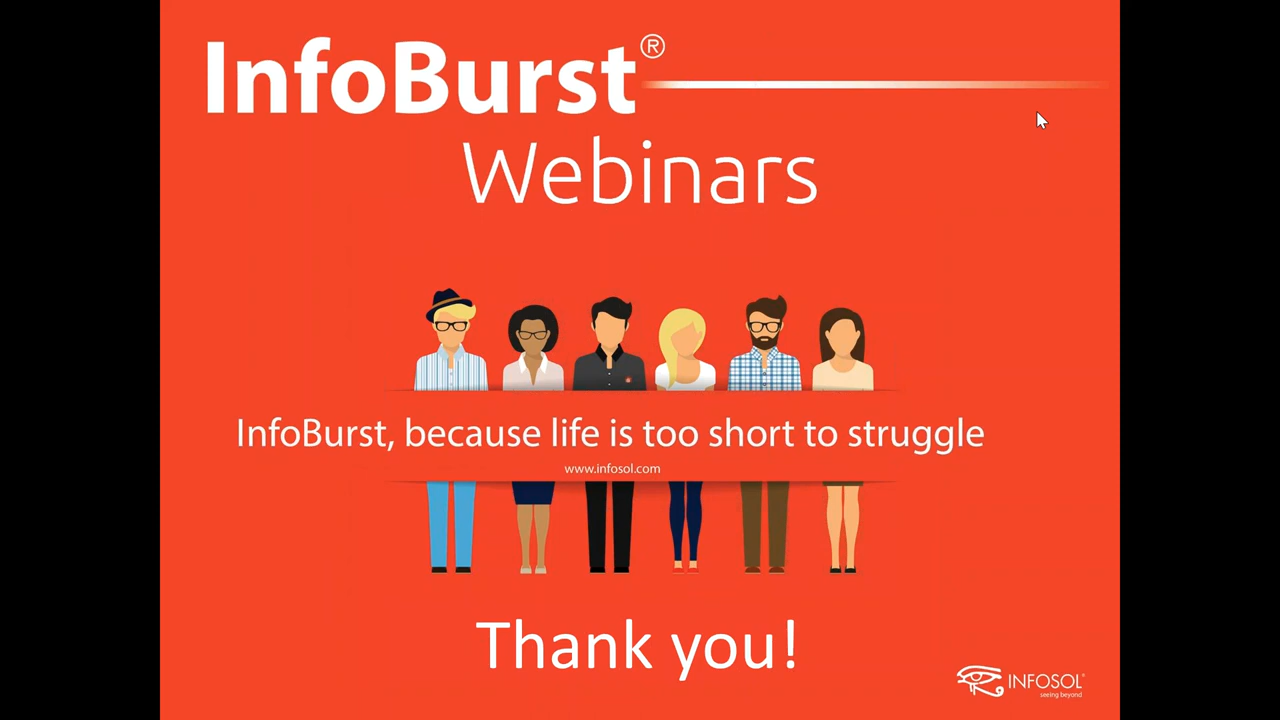 InfoBurst®
Webinars
InfoBurst, because life is too short to struggle
www.infosol.com
Thank you!
INFOSOL®
seeing beyond